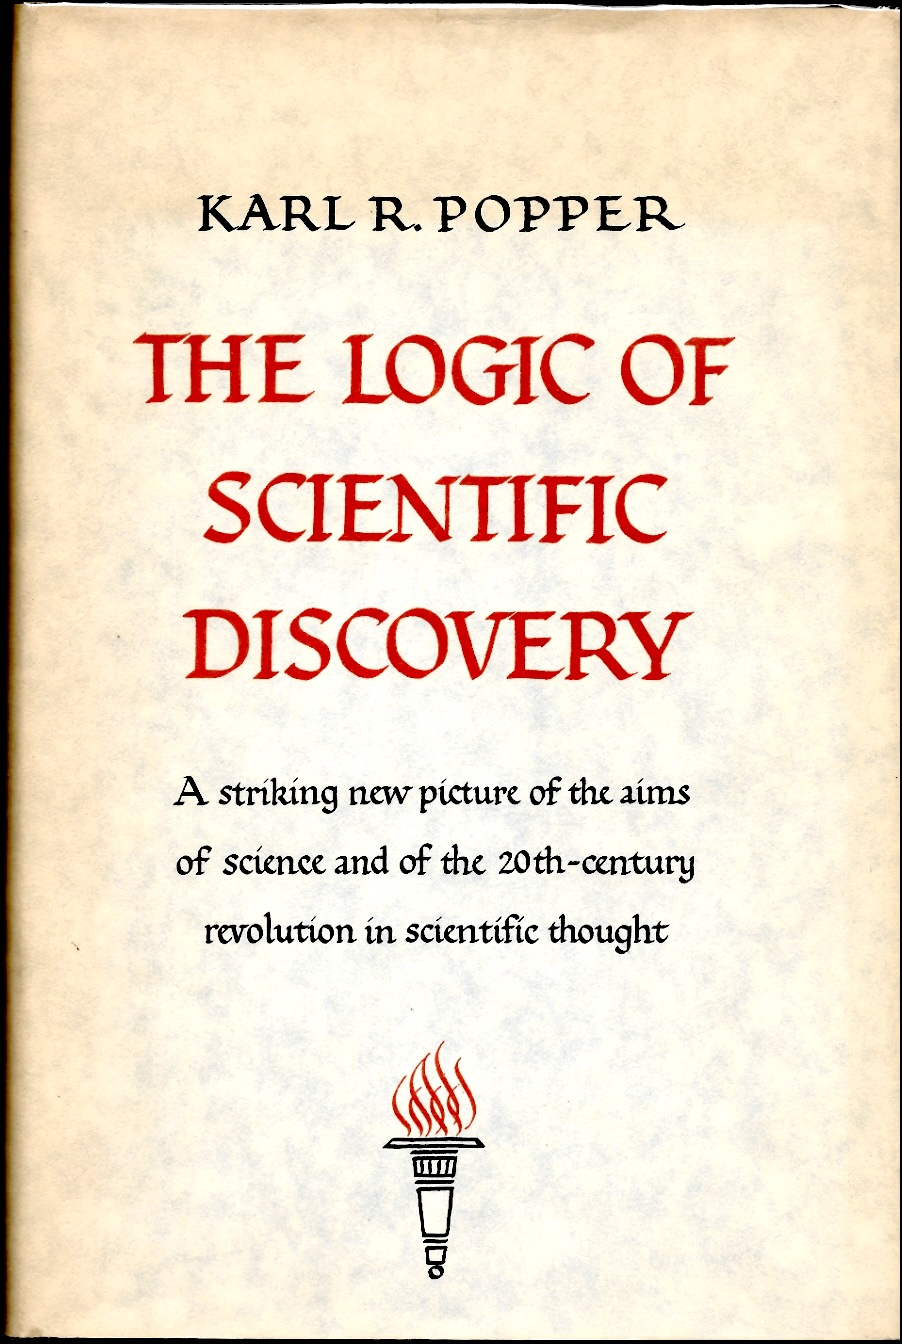 KARL R. POPPER
THE LOGIC OF
SCIENTIFIC
DISCOVERY
A striking new picture of the aims
of science and of the 20th-century
revolution in scientific thought